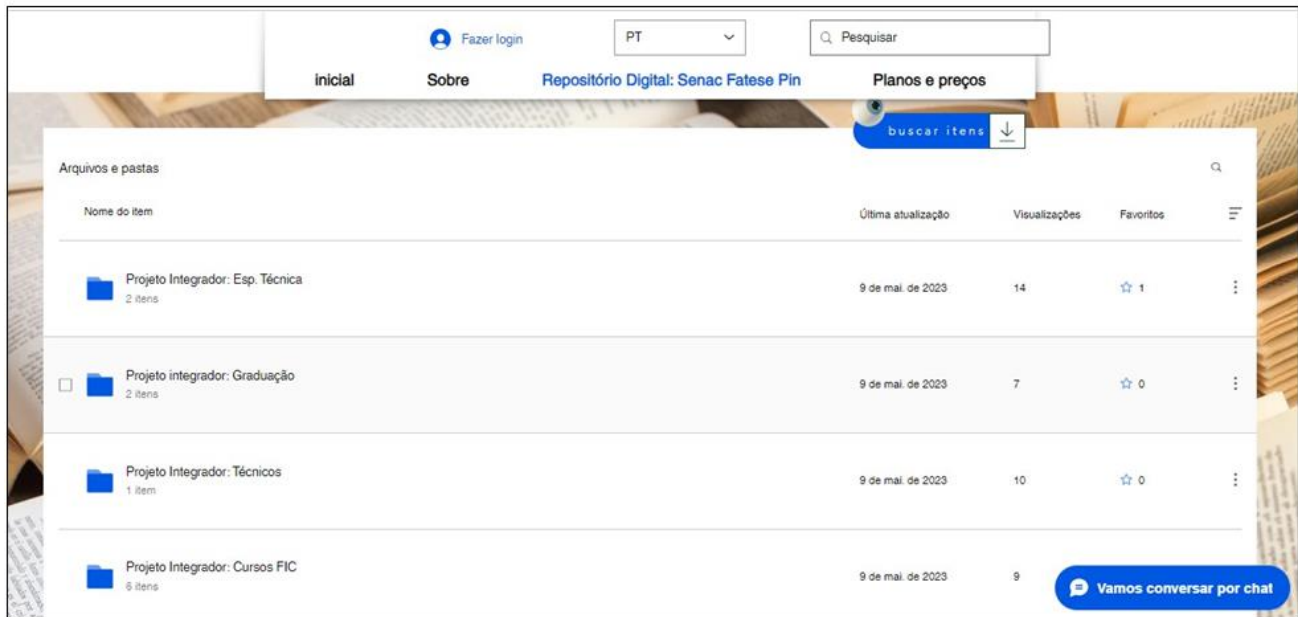 Fazer login
PT
Pesquisar
inicial Sobre Repositório Digital: Senac Fatese Pin Planos e preços
buscar itens
Arquivos e pastas
Nome do item Última atualização Visualizações Favoritos
Projeto Integrador: Esp. Técnica
2 itens
9 de mai. de 2023 14 1
Projeto integrador: Graduação
2 itens
9 de mai. de 2023 7 0
Projeto Integrador: Técnicos
1 item
9 de mai. de 2023 10 0
Projeto Integrador: Cursos FIC
6 itens
9 de mai. de 2023 9
Vamos conversar por chat